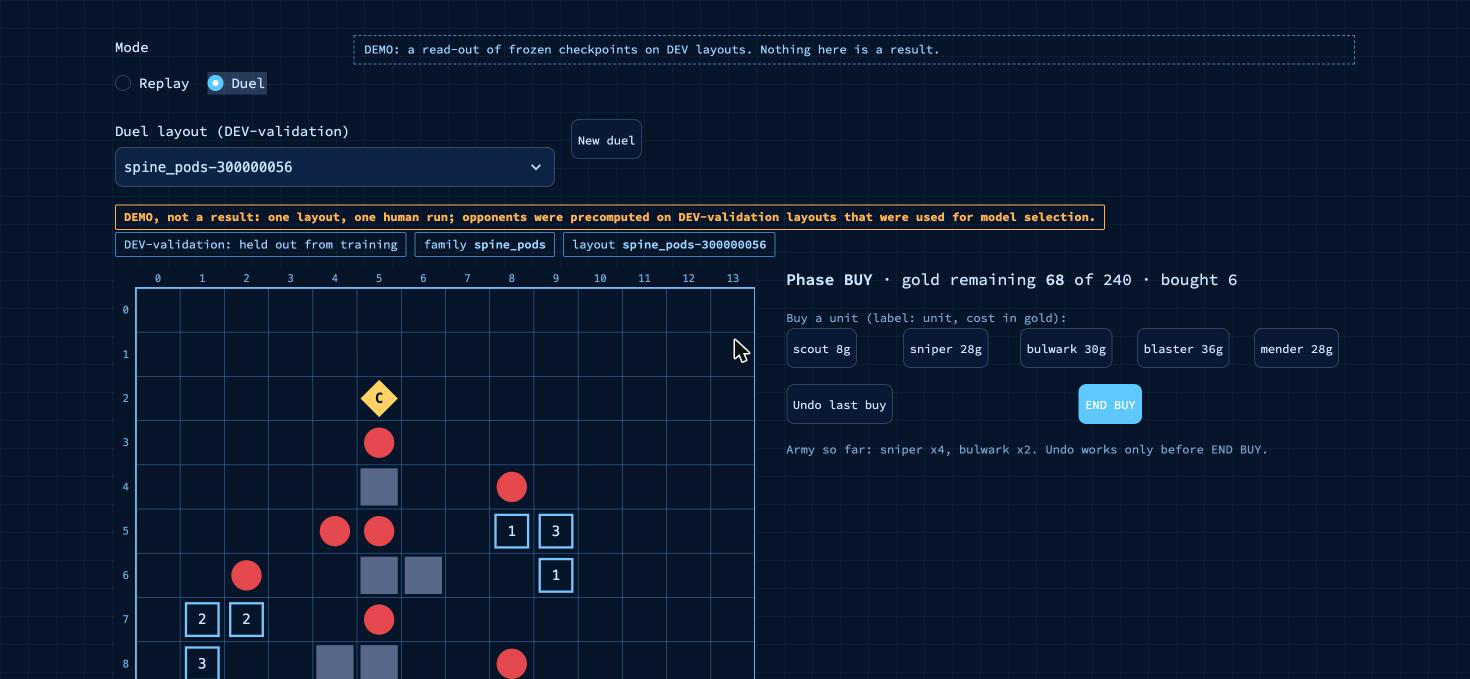 Mode
DEMO: a read-out of frozen checkpoints on DEV layouts. Nothing here is a result.
Replay Duel
Duel layout (DEV-validation)
New duel
spine_pods-300000056
DEMO, not a result: one layout, one human run; opponents were precomputed on DEV-validation layouts that were used for model selection.
DEV-validation: held out from training family spine_pods layout spine_pods-300000056
0 1 2 3 4 5 6 7 8 9 10 11 12 13
0
1
2 C
3
4
5 1 3
6 1
7 2 2
8 3
Phase BUY · gold remaining 68 of 240 · bought 6
Buy a unit (label: unit, cost in gold):
scout 8g sniper 28g bulwark 30g blaster 36g mender 28g
Undo last buy END BUY
Army so far: sniper x4, bulwark x2. Undo works only before END BUY.